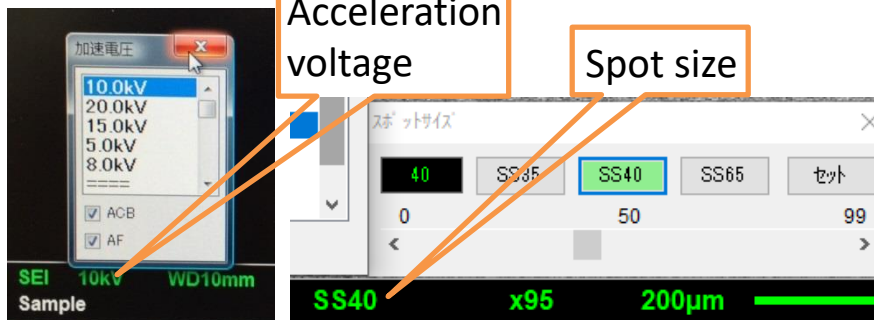 Acceleration
voltage
加速電圧
10.0kV
20.0kV
15.0kV
5.0kV
8.0kV
====
ACB
AF
SEI 10kV WD10mm
Sample
Spot size
スポットサイズ
40 SS35 SS40 SS65 セット
0 50 99
SS40 x95 200μm